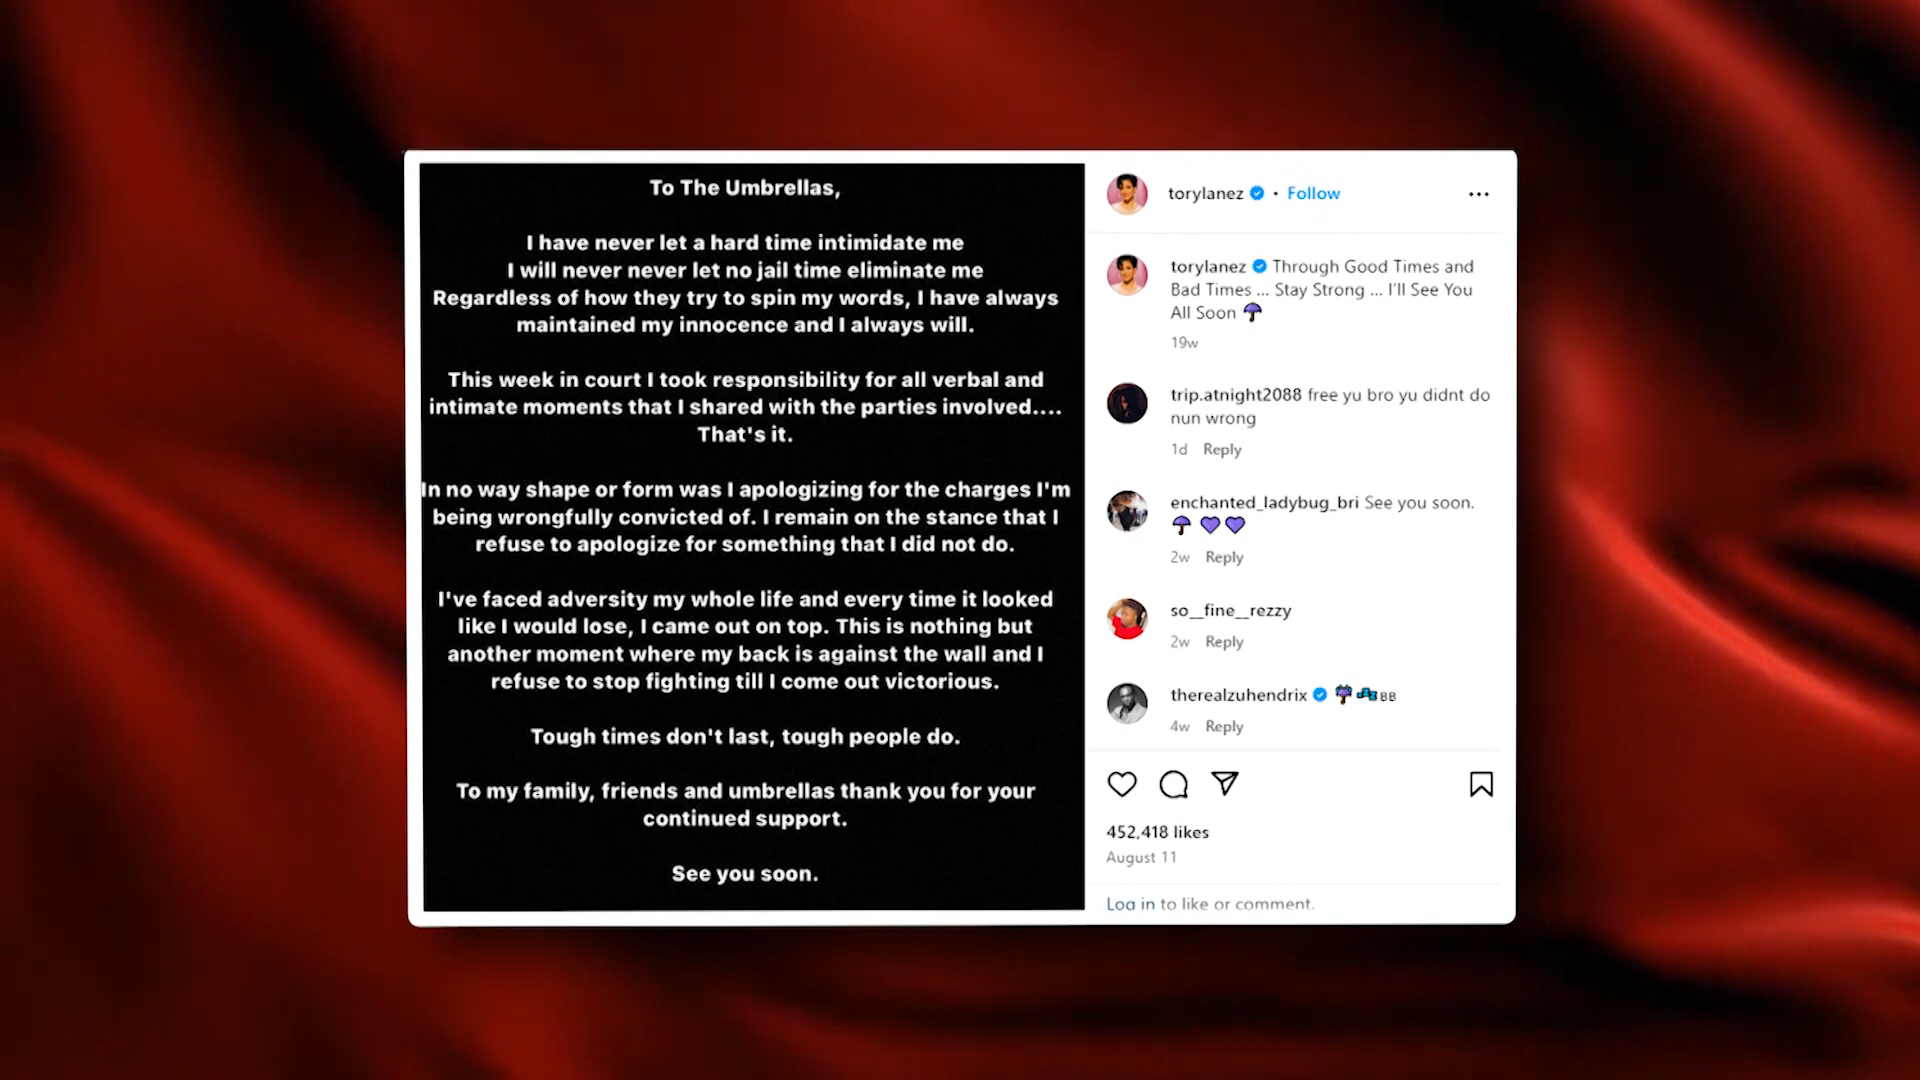 To The Umbrellas,
I have never let a hard time intimidate me
I will never never let no jail time eliminate me
Regardless of how they try to spin my words, I have always
maintained my innocence and I always will.
This week in court I took responsibility for all verbal and
intimate moments that I shared with the parties involved....
That's it.
In no way shape or form was I apologizing for the charges I'm
being wrongfully convicted of. I remain on the stance that I
refuse to apologize for something that I did not do.
I've faced adversity my whole life and every time it looked
like I would lose, I came out on top. This is nothing but
another moment where my back is against the wall and I
refuse to stop fighting till I come out victorious.
Tough times don't last, tough people do.
To my family, friends and umbrellas thank you for your
continued support.
See you soon.
torylanez • Follow
torylanez Through Good Times and
Bad Times ... Stay Strong ... I'll See You
All Soon
19w
trip.atnight2088 free yu bro yu didnt do
nun wrong
1d Reply
enchanted_ladybug_bri See you soon.
2w Reply
so__fine__rezzy
2w Reply
therealzuhendrix BB
4w Reply
452,418 likes
August 11
Log in to like or comment.